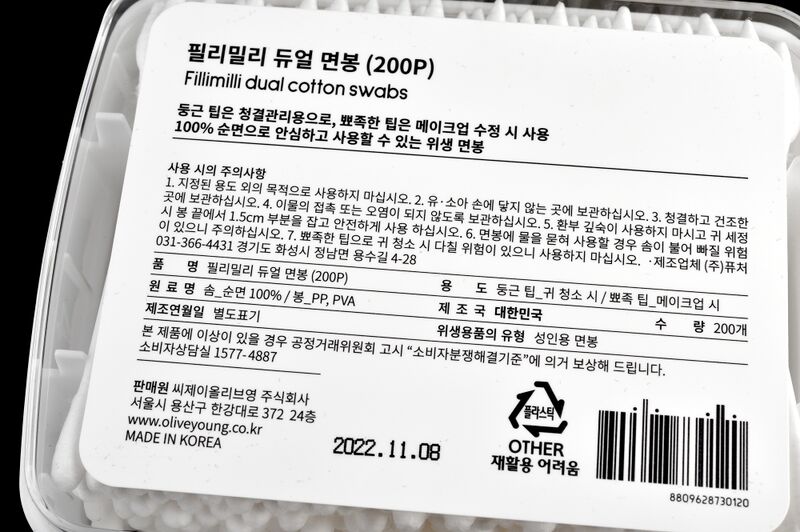 필리밀리 듀얼 면봉 (200P)
Fillimilli dual cotton swabs
둥근 팁은 청결관리용으로, 뾰족한 팁은 메이크업 수정 시 사용
100% 순면으로 안심하고 사용할 수 있는 위생 면봉
사용 시의 주의사항
1. 지정된 용도 외의 목적으로 사용하지 마십시오. 2. 유·소아 손에 닿지 않는 곳에 보관하십시오. 3. 청결하고 건조한
곳에 보관하십시오. 4. 이물의 접촉 또는 오염이 되지 않도록 보관하십시오. 5. 환부 깊숙이 사용하지 마시고 귀 세정
시 봉 끝에서 1.5cm 부분을 잡고 안전하게 사용 하십시오. 6. 면봉에 물을 묻혀 사용할 경우 솜이 불어 빠질 위험
이 있으니 주의하십시오. 7. 뾰족한 팁으로 귀 청소 시 다칠 위험이 있으니 사용하지 마십시오. ·제조업체 (주)퓨처
031-366-4431 경기도 화성시 정남면 용수길 4-28
품 명 필리밀리 듀얼 면봉 (200P) 용 도 둥근 팁_귀 청소 시 / 뾰족 팁_메이크업 시
원 료 명 솜_순면 100% / 봉_PP, PVA 제 조 국 대한민국 수 량 200개
제조연월일 별도표기 위생용품의 유형 성인용 면봉
본 제품에 이상이 있을 경우 공정거래위원회 고시 “소비자분쟁해결기준”에 의거 보상해 드립니다.
소비자상담실 1577-4887
판매원 씨제이올리브영 주식회사
서울시 용산구 한강대로 372 24층
www.oliveyoung.co.kr
MADE IN KOREA
2022.11.08
플라스틱
OTHER
재활용 어려움
8809628730120